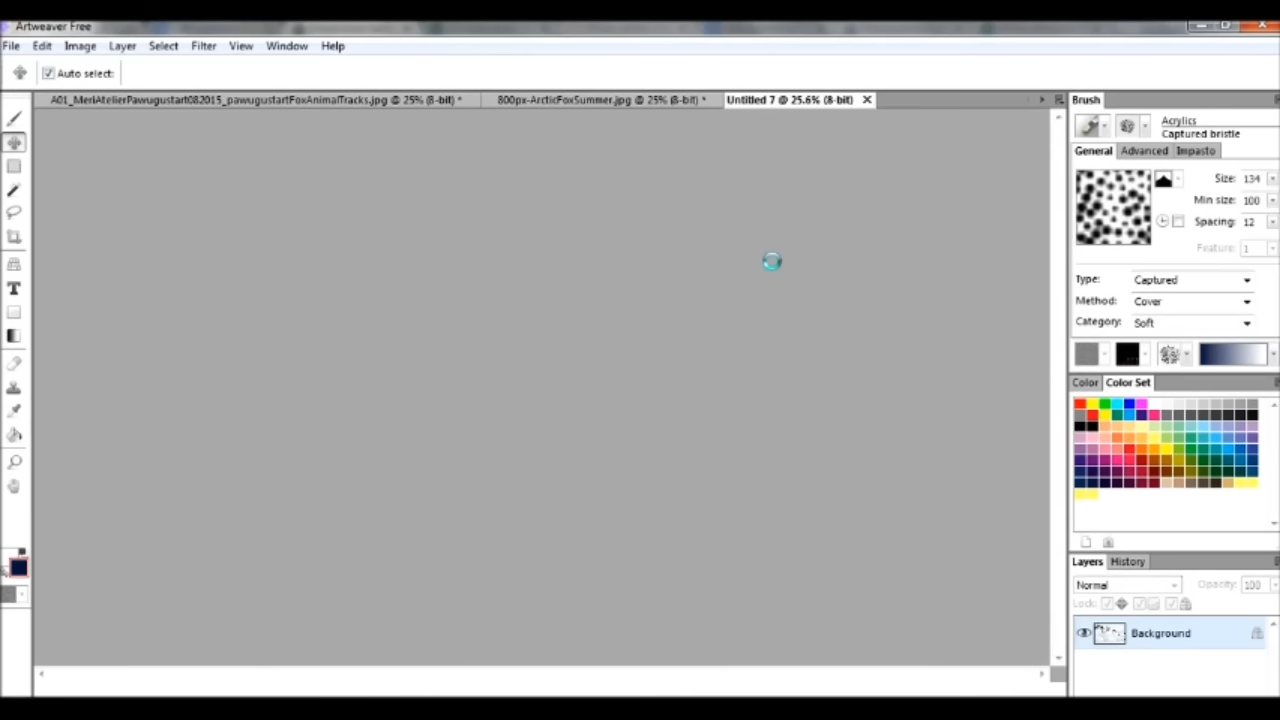 Artweaver Free
File Edit Image Layer Select Filter View Window Help
Auto select:
A01_MeriAtelierPawugustart082015_pawugustartFoxAnimalTracks.jpg @ 25% (8-bit) *
800px-ArcticFoxSummer.jpg @ 25% (8-bit) *
Untitled 7 @ 25.6% (8-bit)
Brush
Acrylics
Captured bristle
General Advanced Impasto
Size: 134
Min size: 100
Spacing: 12
Feature: 1
Type: Captured
Method: Cover
Category: Soft
Color Color Set
Layers History
Normal Opacity: 100
Lock:
Background